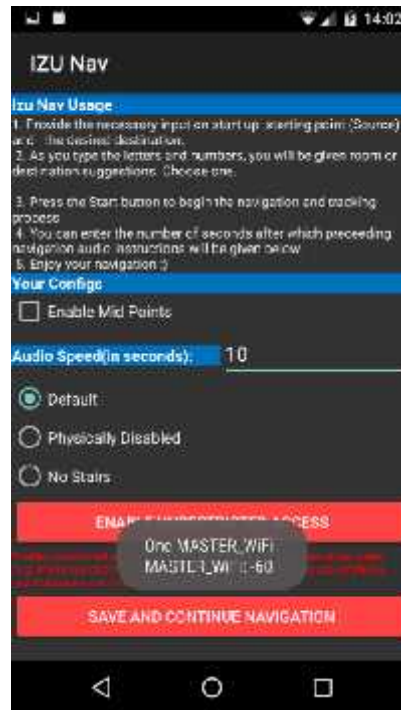 14:02
IZU Nav
Izu Nav Usage
1. Provide the necessary input on start up starting point (Source)
and the desired destination.
2. As you type the letters and numbers, you will be given room or
destination suggestions. Choose one.
3. Press the Start button to begin the navigation and tracking
process
4. You can enter the number of seconds after which preceeding
navigation audio instructions will be given below
5. Enjoy your navigation :)
Your Configs
Enable Mid Points
Audio Speed(in seconds): 10
Default
Physically Disabled
No Stairs
ENABLE UNRESTRICTED ACCESS
One MASTER_WiFi
MASTER_WiFi:-60
SAVE AND CONTINUE NAVIGATION